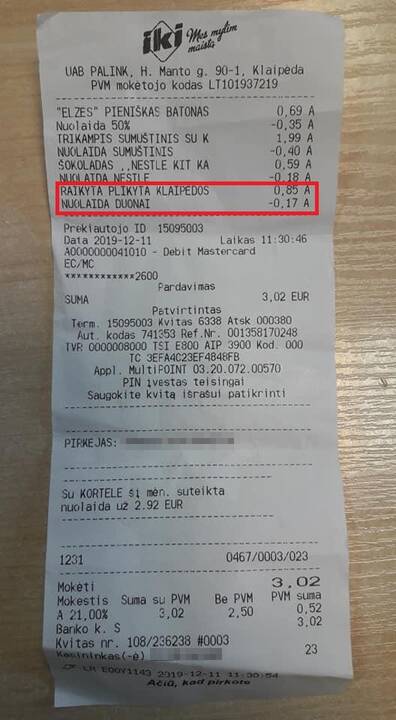 iki Mes mylim
maistą
UAB PALINK, H. Manto g. 90-1, Klaipėda
PVM mokėtojo kodas LT101937219
"ELZĖS" PIENIŠKAS BATONAS 0,69 A
Nuolaida 50% -0,35 A
TRIKAMPIS SUMUŠTINIS SU K 1,99 A
NUOLAIDA SUMUŠTINIS -0,40 A
ŠOKOLADAS,,NESTLE KIT KA 0,59 A
NUOLAIDA NESTLE -0,18 A
RAIKYTA PLIKYTA KLAIPĖDOS 0,85 A
NUOLAIDA DUONAI -0,17 A
Prekiautojo ID 15095003
Data 2019-12-11 Laikas 11:30:46
A0000000041010 - Debit Mastercard
EC/MC
************2600
Pardavimas
SUMA 3,02 EUR
Patvirtintas
Term. 15095003 Kvitas 6338 Atsk 000380
Aut. kodas 741353 Ref.Nr. 001358170248
TVR 0000008000 TSI E800 AIP 3900 Kod. 000
TC 3EFA4C23EF4848FB
Appl. MultiPOINT 03.20.072.00570
PIN įvestas teisingai
Saugokite kvitą išrašui patikrinti
PIRKĖJAS:
Su KORTELE šį mėn. suteikta
nuolaida už 2.92 EUR
1231 0467/0003/023
Mokėti 3,02
Mokestis Suma su PVM Be PVM PVM suma
A 21,00% 3,02 2,50 0,52
Banko k. S 3,02
Kvitas nr. 108/236238 #0003
Kasininkas(-ė) 23
LM E00Y1143 2019-12-11 11:30:54
Ačiū, kad pirkote